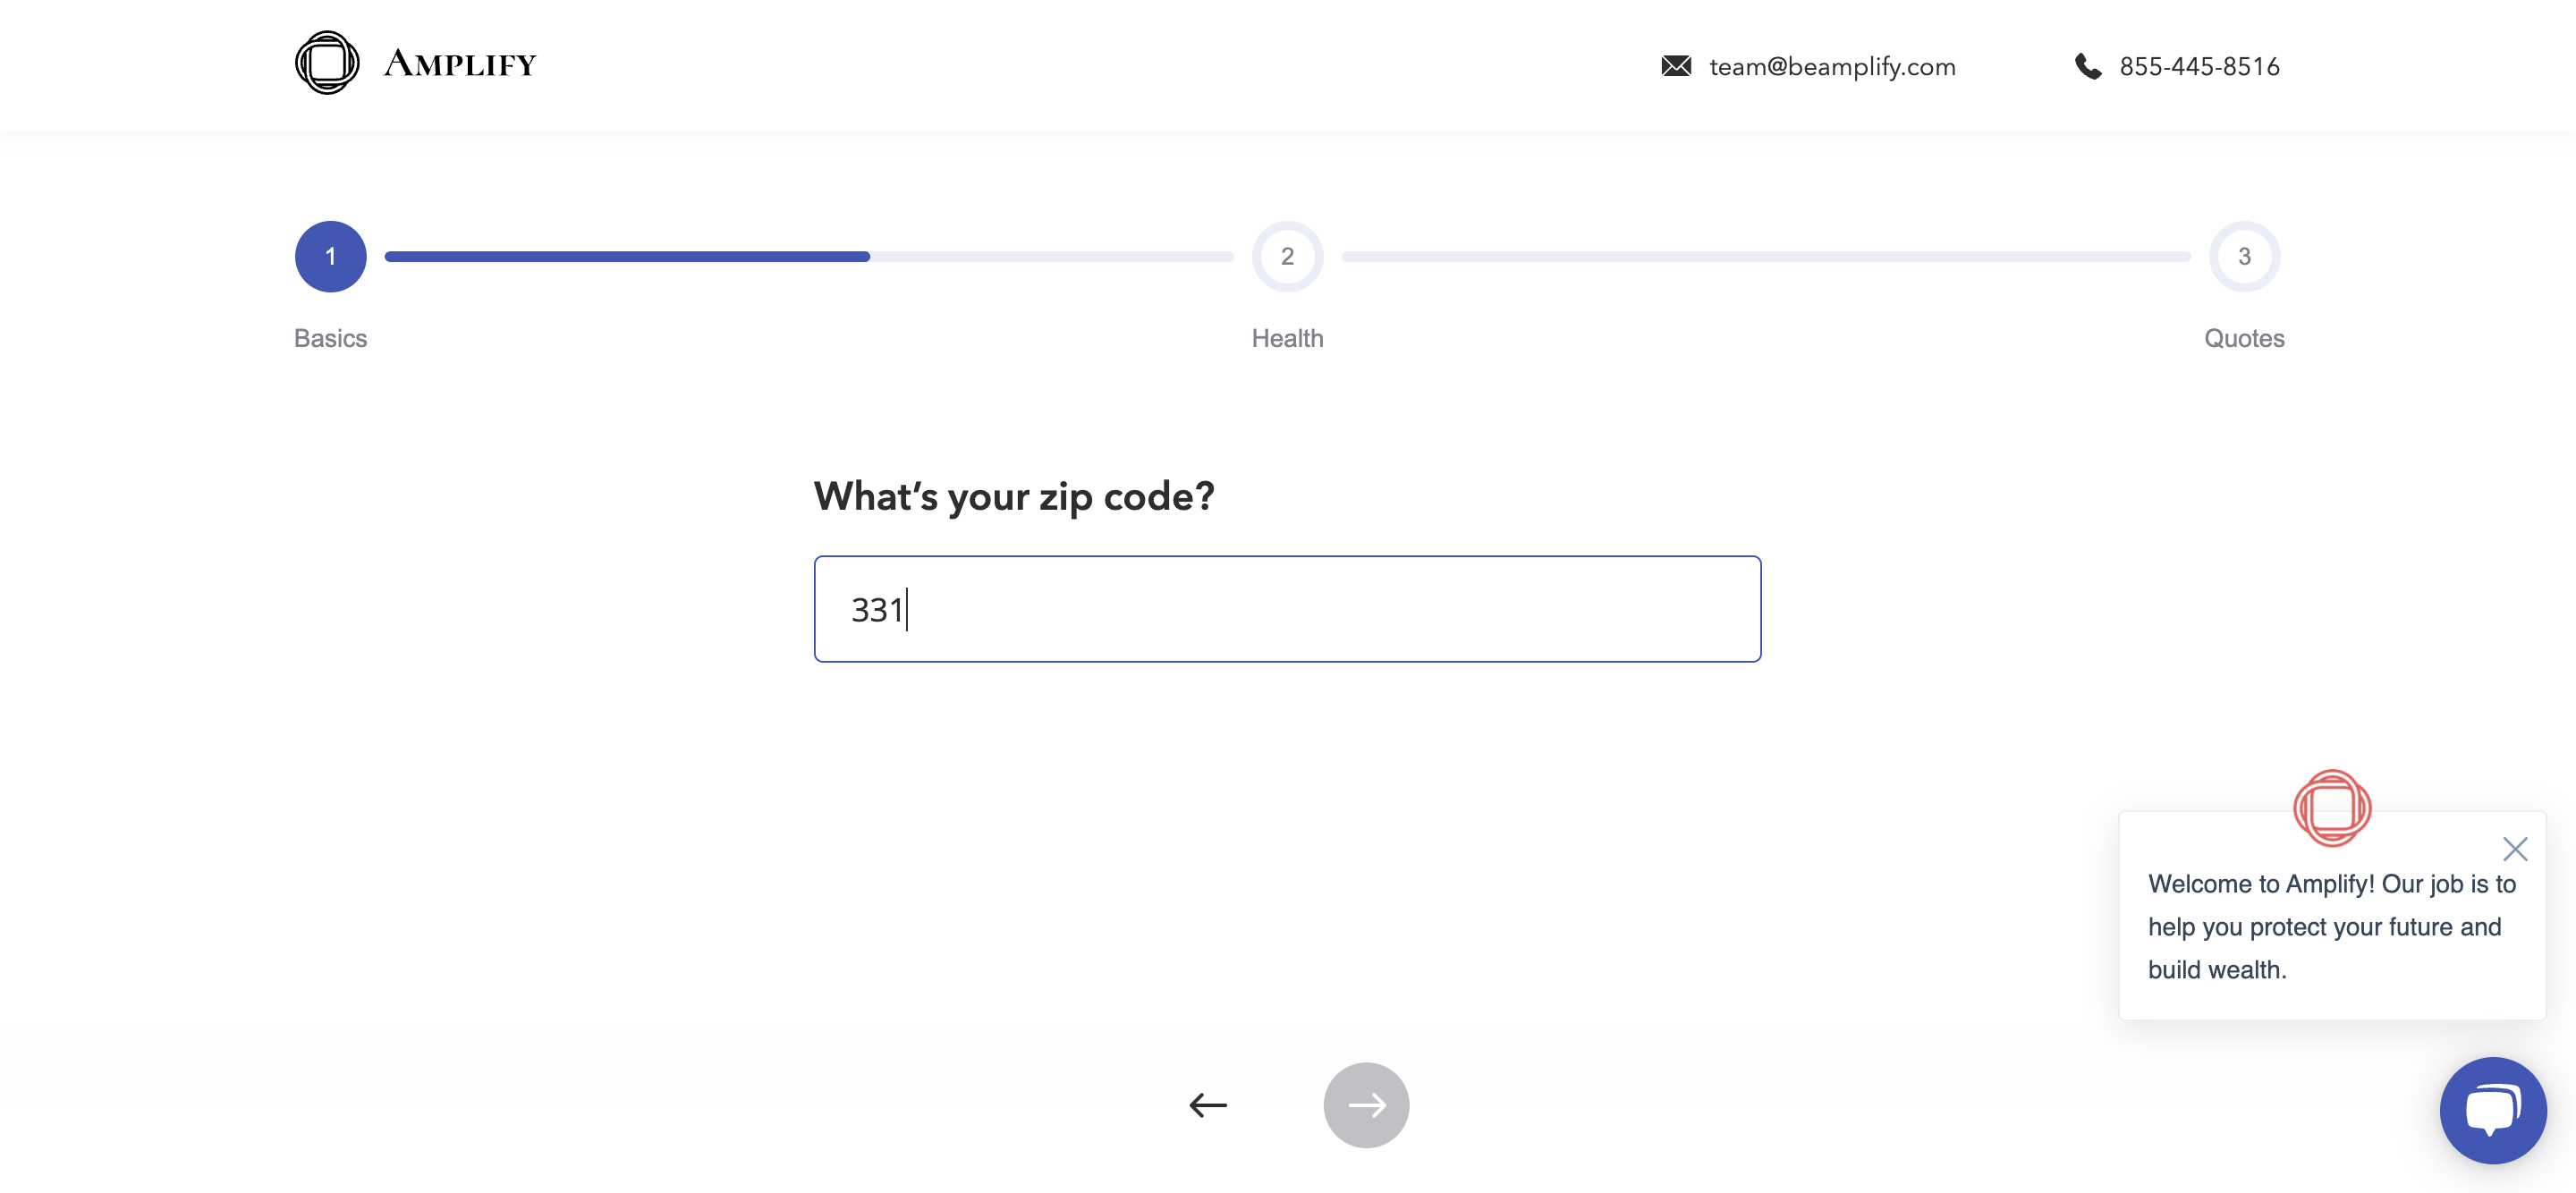 AMPLIFY
team@beamplify.com
855-445-8516
1
2
3
Basics
Health
Quotes
What's your zip code?
331
Welcome to Amplify! Our job is to
help you protect your future and
build wealth.